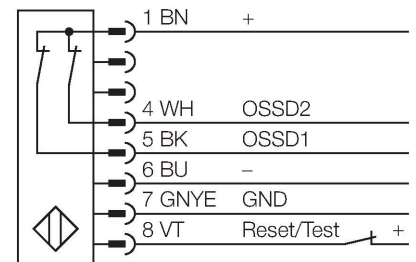 1 BN +
4 WH OSSD2
5 BK OSSD1
6 BU –
7 GNYE GND
8 VT Reset/Test +